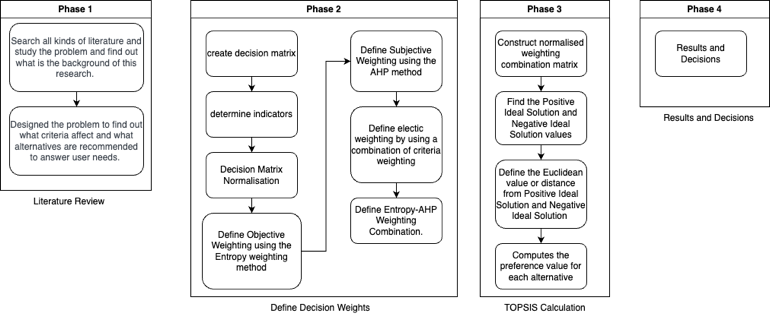 Phase 1
Search all kinds of literature and
study the problem and find out
what is the background of this
research.
Designed the problem to find out
what criteria affect and what
alternatives are recommended
to answer user needs.
Literature Review
Phase 2
create decision matrix
determine indicators
Decision Matrix
Normalisation
Define Objective
Weighting using the
Entropy weighting
method
Define Subjective
Weighting using the
AHP method
Define electic
weighting by using a
combination of criteria
weighting
Define Entropy-AHP
Weighting
Combination.
Define Decision Weights
Phase 3
Construct normalised
weighting
combination matrix
Find the Positive
Ideal Solution and
Negative Ideal
Solution values
Define the Euclidean
value or distance
from Positive Ideal
Solution and Negative
Ideal Solution
Computes the
preference value for
each alternative
TOPSIS Calculation
Phase 4
Results and
Decisions
Results and Decisions